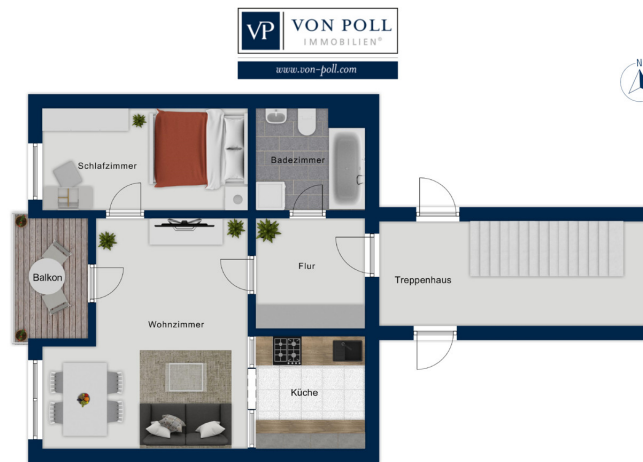 VP VON POLL
IMMOBILIEN®
www.von-poll.com
N
Schlafzimmer
Badezimmer
Balkon
Flur
Treppenhaus
Wohnzimmer
Küche